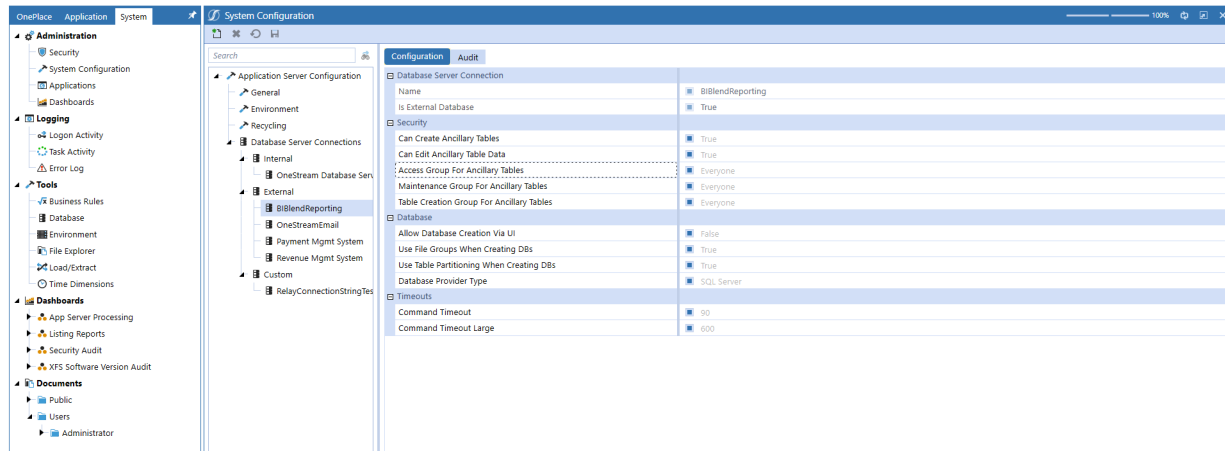 OnePlace Application System
Administration
Security
System Configuration
Applications
Dashboards
Logging
Logon Activity
Task Activity
Error Log
Tools
Business Rules
Database
Environment
File Explorer
Load/Extract
Time Dimensions
Dashboards
App Server Processing
Listing Reports
Security Audit
XFS Software Version Audit
Documents
Public
Users
Administrator
System Configuration 100%
Search
Application Server Configuration
General
Environment
Recycling
Database Server Connections
Internal
OneStream Database Serv
External
BIBlendReporting
OneStreamEmail
Payment Mgmt System
Revenue Mgmt System
Custom
RelayConnectionStringTes
Configuration Audit
Database Server Connection
Name BIBlendReporting
Is External Database True
Security
Can Create Ancillary Tables True
Can Edit Ancillary Table Data True
Access Group For Ancillary Tables Everyone
Maintenance Group For Ancillary Tables Everyone
Table Creation Group For Ancillary Tables Everyone
Database
Allow Database Creation Via UI False
Use File Groups When Creating DBs True
Use Table Partitioning When Creating DBs True
Database Provider Type SQL Server
Timeouts
Command Timeout 90
Command Timeout Large 600